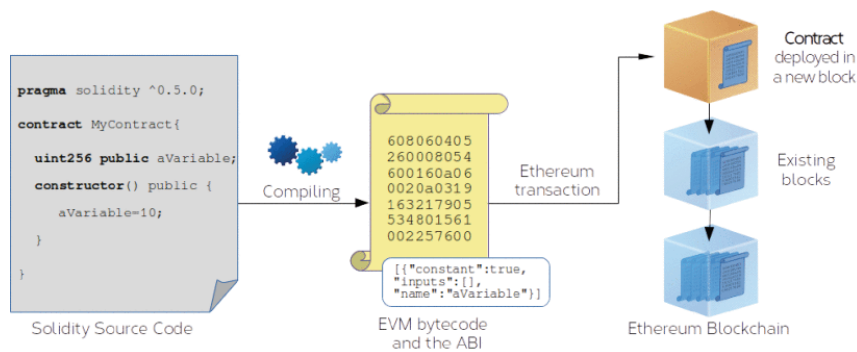 pragma solidity ^0.5.0;
contract MyContract{
uint256 public aVariable;
constructor() public {
aVariable=10;
}
}
Solidity Source Code
Compiling
608060405
260008054
600160a06
0020a0319
163217905
534801561
002257600
[{"constant":true,
"inputs":[],
"name":"aVariable"}]
EVM bytecode
and the ABI
Ethereum
transaction
Contract
deployed in
a new block
Existing
blocks
Ethereum Blockchain